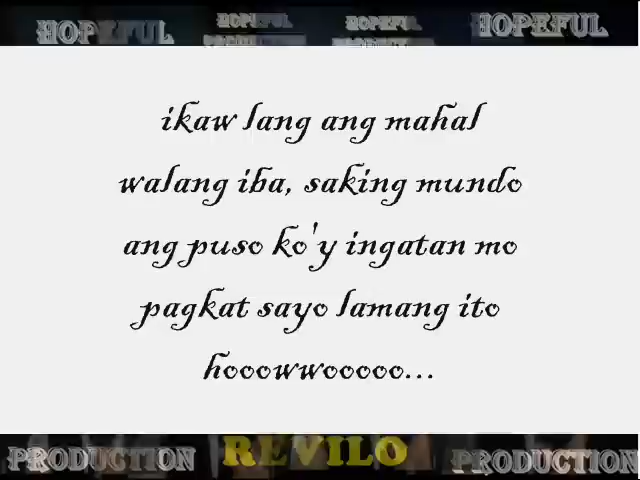 HOPEFUL HOPEFUL HOPEFUL HOPEFUL
ikaw lang ang mahal
walang iba, saking mundo
ang puso ko'y ingatan mo
pagkat sayo lamang ito
hooowwooooo...
PRODUCTION REVILO PRODUCTION